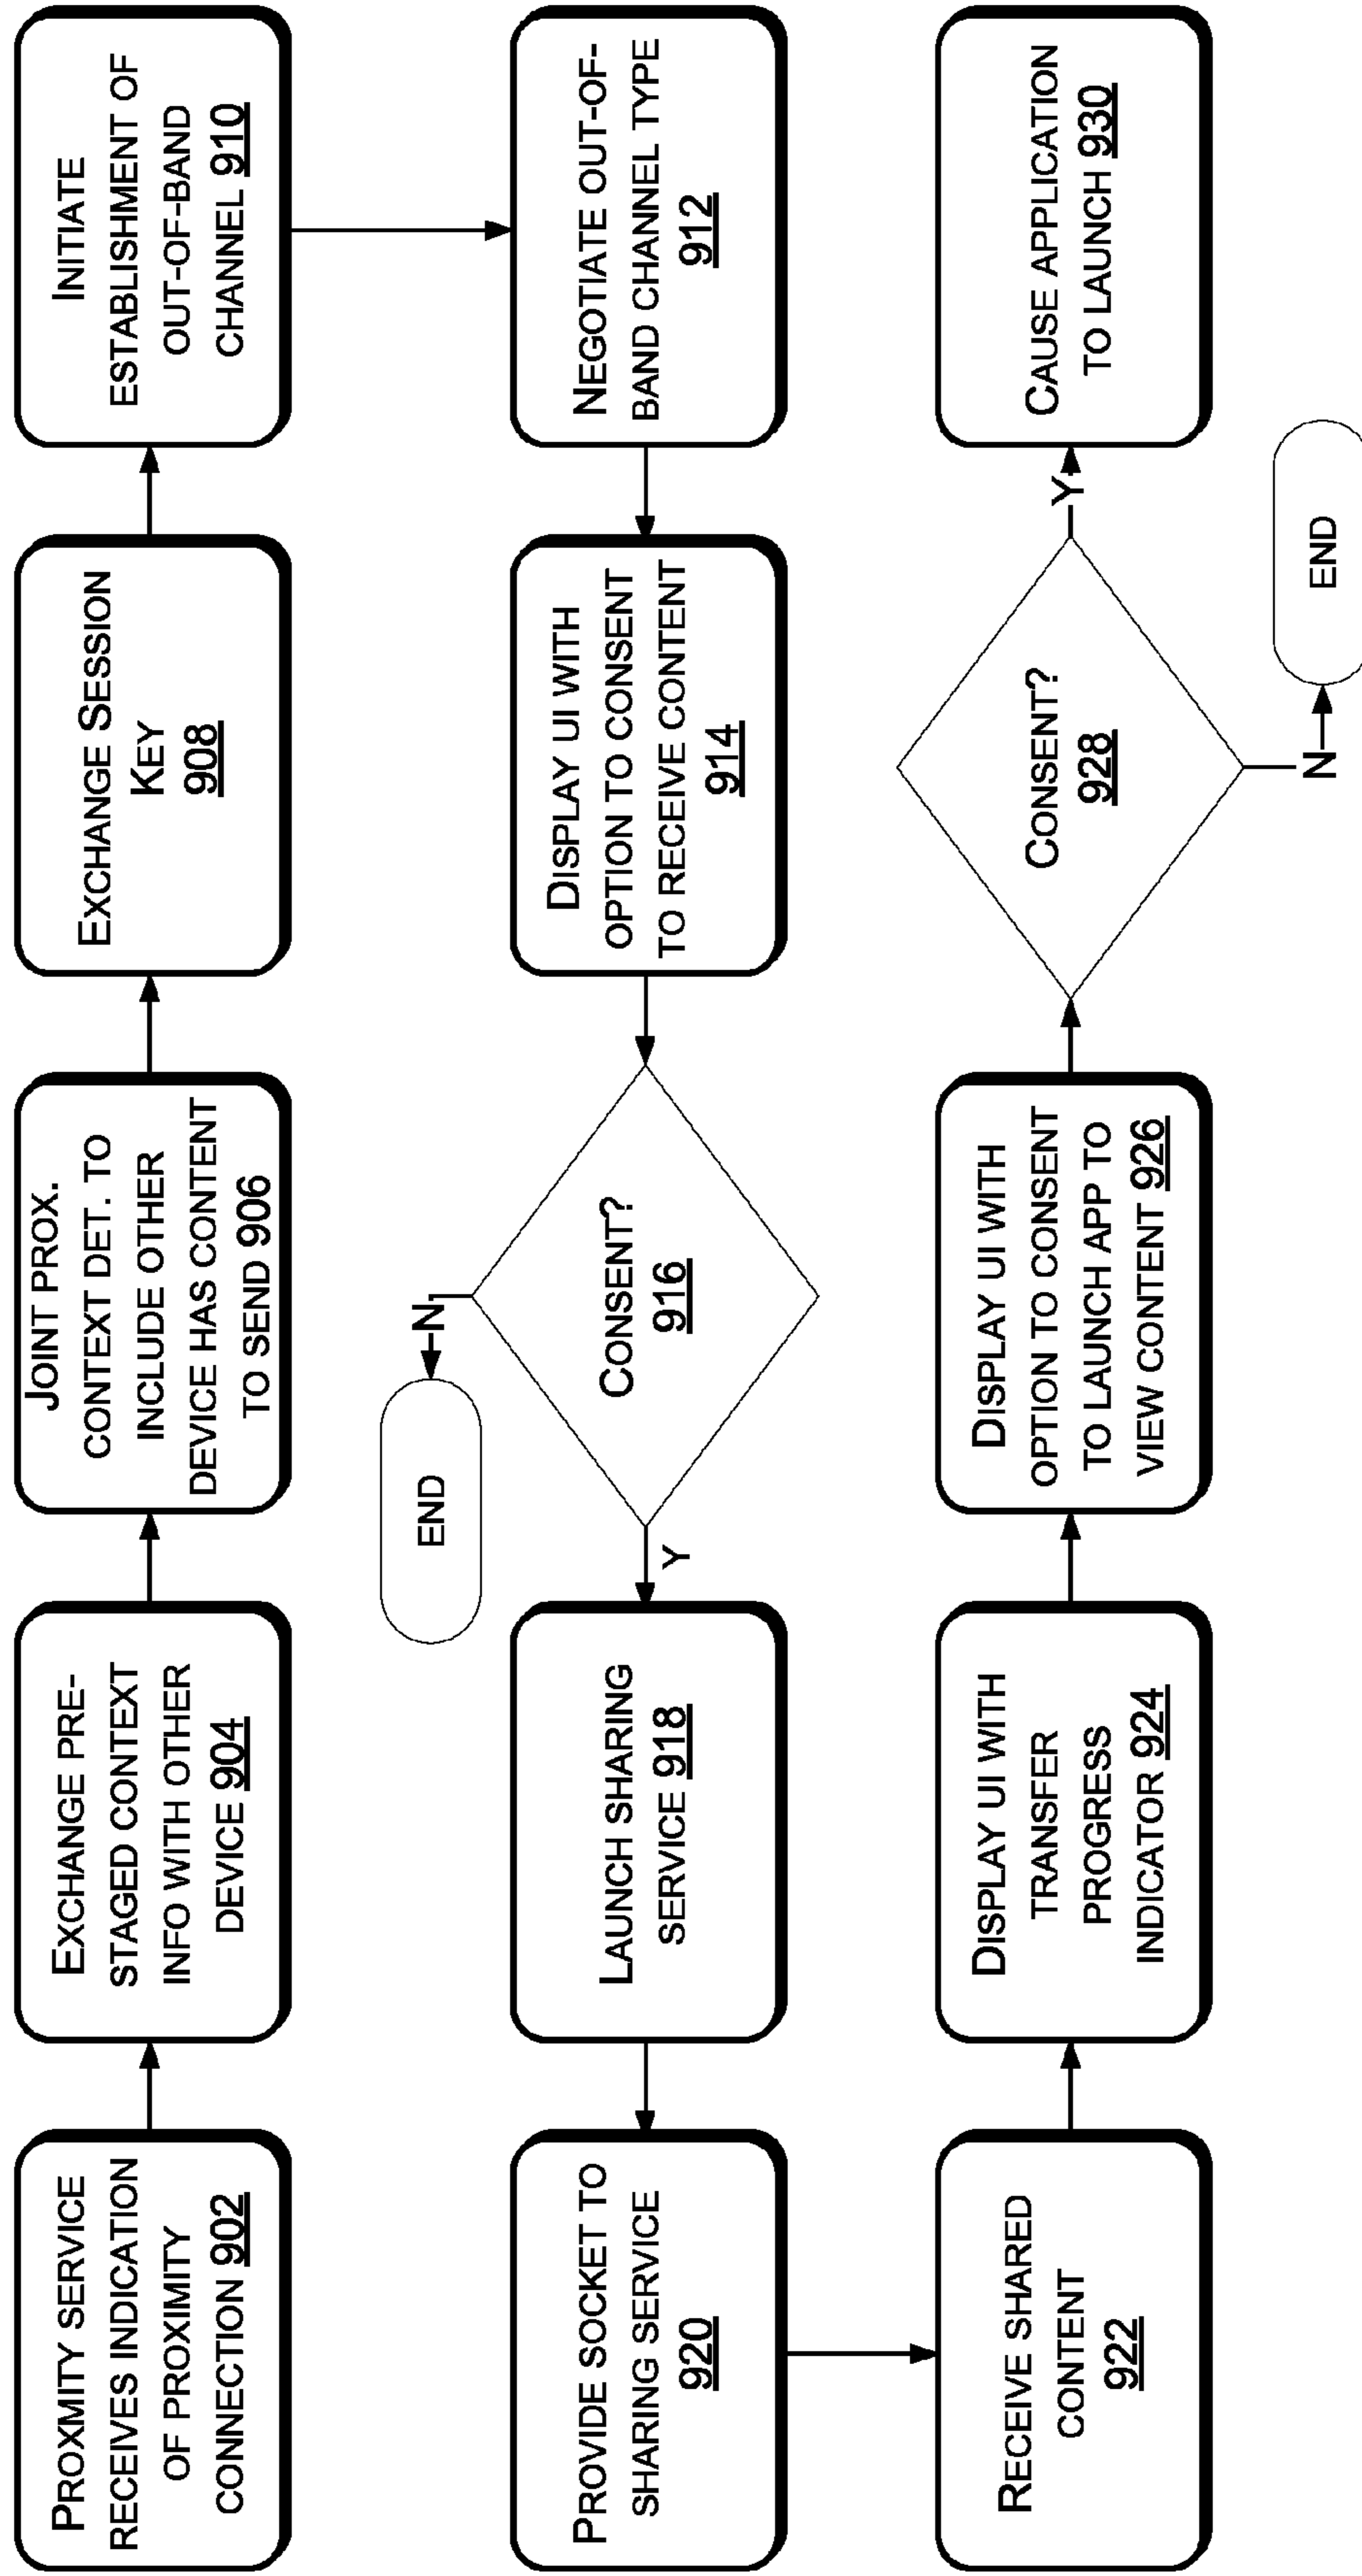 PROXIMITY SERVICE
RECEIVES INDICATION
OF PROXIMITY
CONNECTION 902
EXCHANGE PRE-
STAGED CONTEXT
INFO WITH OTHER
DEVICE 904
JOINT PROX.
CONTEXT DET. TO
INCLUDE OTHER
DEVICE HAS CONTENT
TO SEND 906
EXCHANGE SESSION
KEY
908
INITIATE
ESTABLISHMENT OF
OUT-OF-BAND
CHANNEL 910
NEGOTIATE OUT-OF-
BAND CHANNEL TYPE
912
DISPLAY UI WITH
OPTION TO CONSENT
TO RECEIVE CONTENT
914
CONSENT?
916
N
END
Y
LAUNCH SHARING
SERVICE 918
PROVIDE SOCKET TO
SHARING SERVICE
920
RECEIVE SHARED
CONTENT
922
DISPLAY UI WITH
TRANSFER
PROGRESS
INDICATOR 924
DISPLAY UI WITH
OPTION TO CONSENT
TO LAUNCH APP TO
VIEW CONTENT 926
CONSENT?
928
Y
N
END
CAUSE APPLICATION
TO LAUNCH 930